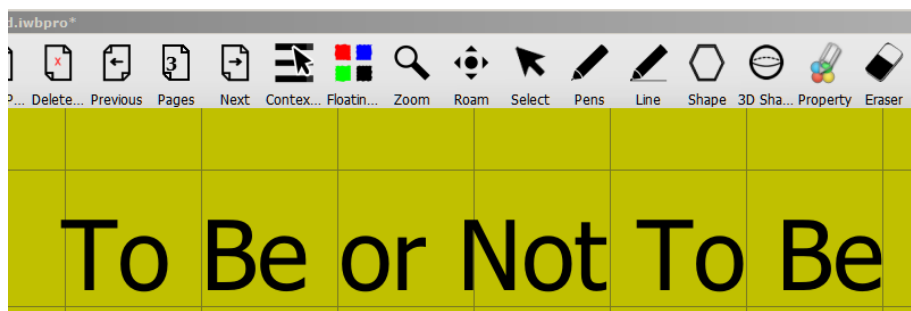 d.iwbpro*
3
P... Delete... Previous Pages Next Contex... Floatin... Zoom Roam Select Pens Line Shape 3D Sha... Property Eraser
To Be or Not To Be